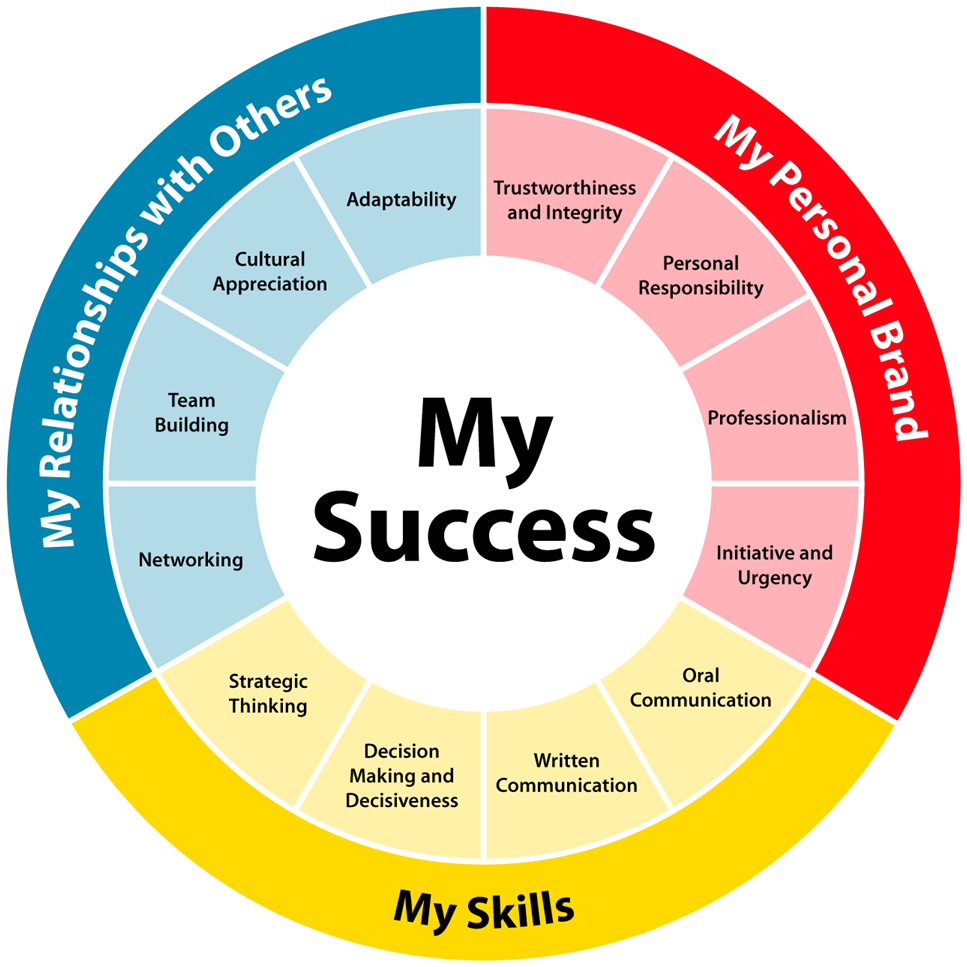 My
Success
My Personal Brand
Trustworthiness
and Integrity
Personal
Responsibility
Professionalism
Initiative and
Urgency
My Skills
Oral
Communication
Written
Communication
Decision
Making and
Decisiveness
Strategic
Thinking
My Relationships with Others
Networking
Team
Building
Cultural
Appreciation
Adaptability